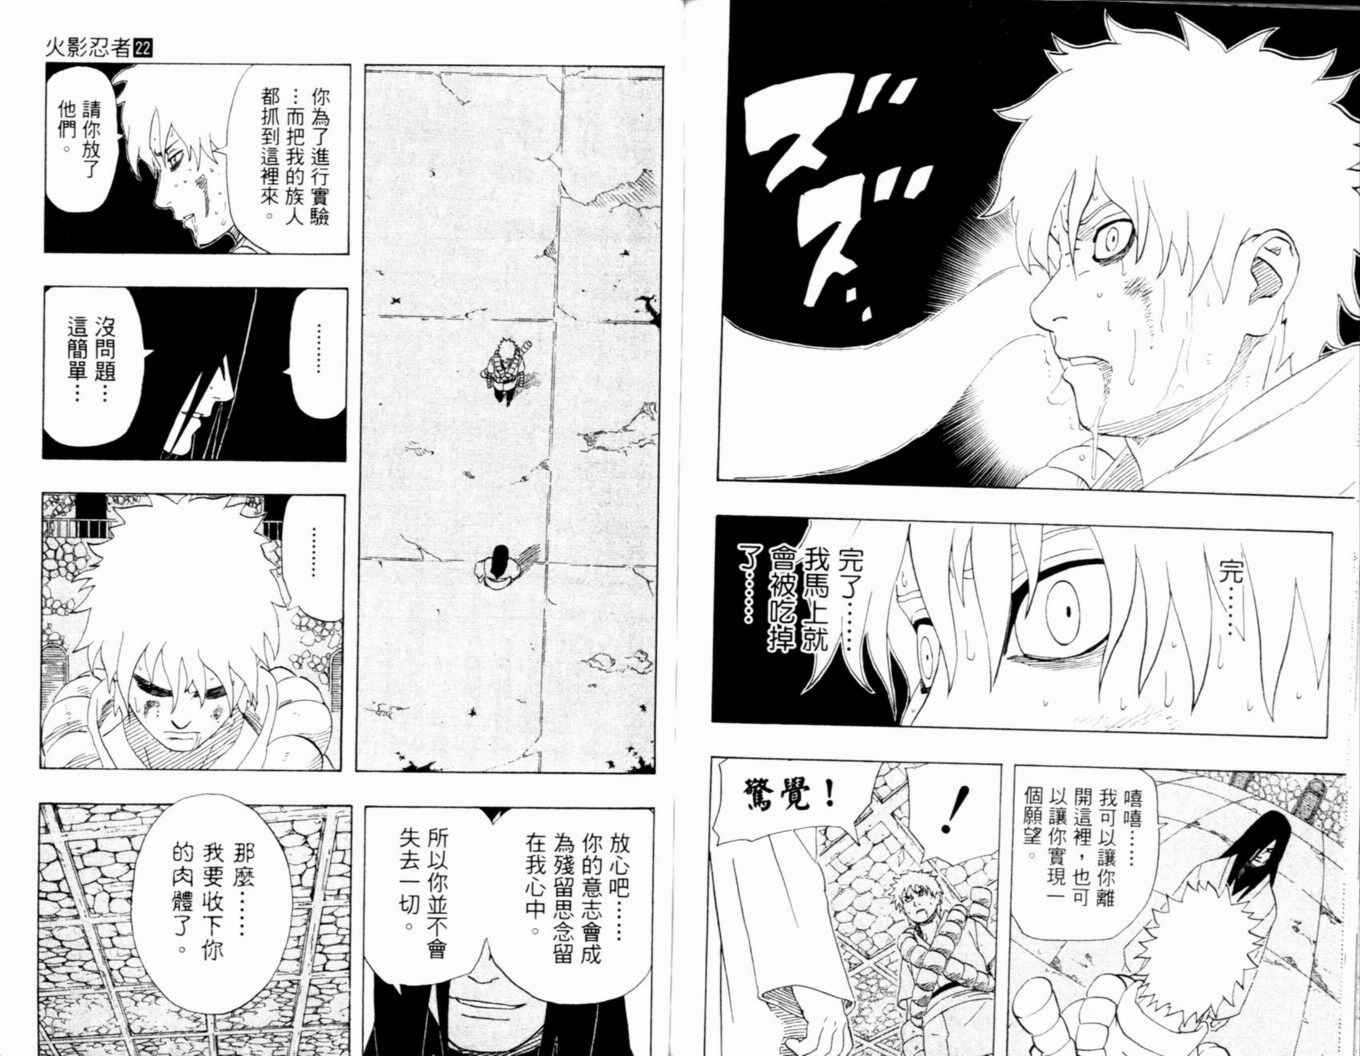 ズズ
完……
完了……
我馬上就
會被吃掉
了……
嘻嘻……
我可以讓你離
開這裡，也可
以讓你實現一
個願望。
！
驚覺！
火影忍者22
你為了進行實驗
…而把我的族人
都抓到這裡來。
請你放了
他們。
………
沒問題…
這簡單…
………
放心吧……
你的意志會成
為殘留思念留
在我心中。
所以你並不會
失去一切。
那麼……
我要收下你
的肉體了。